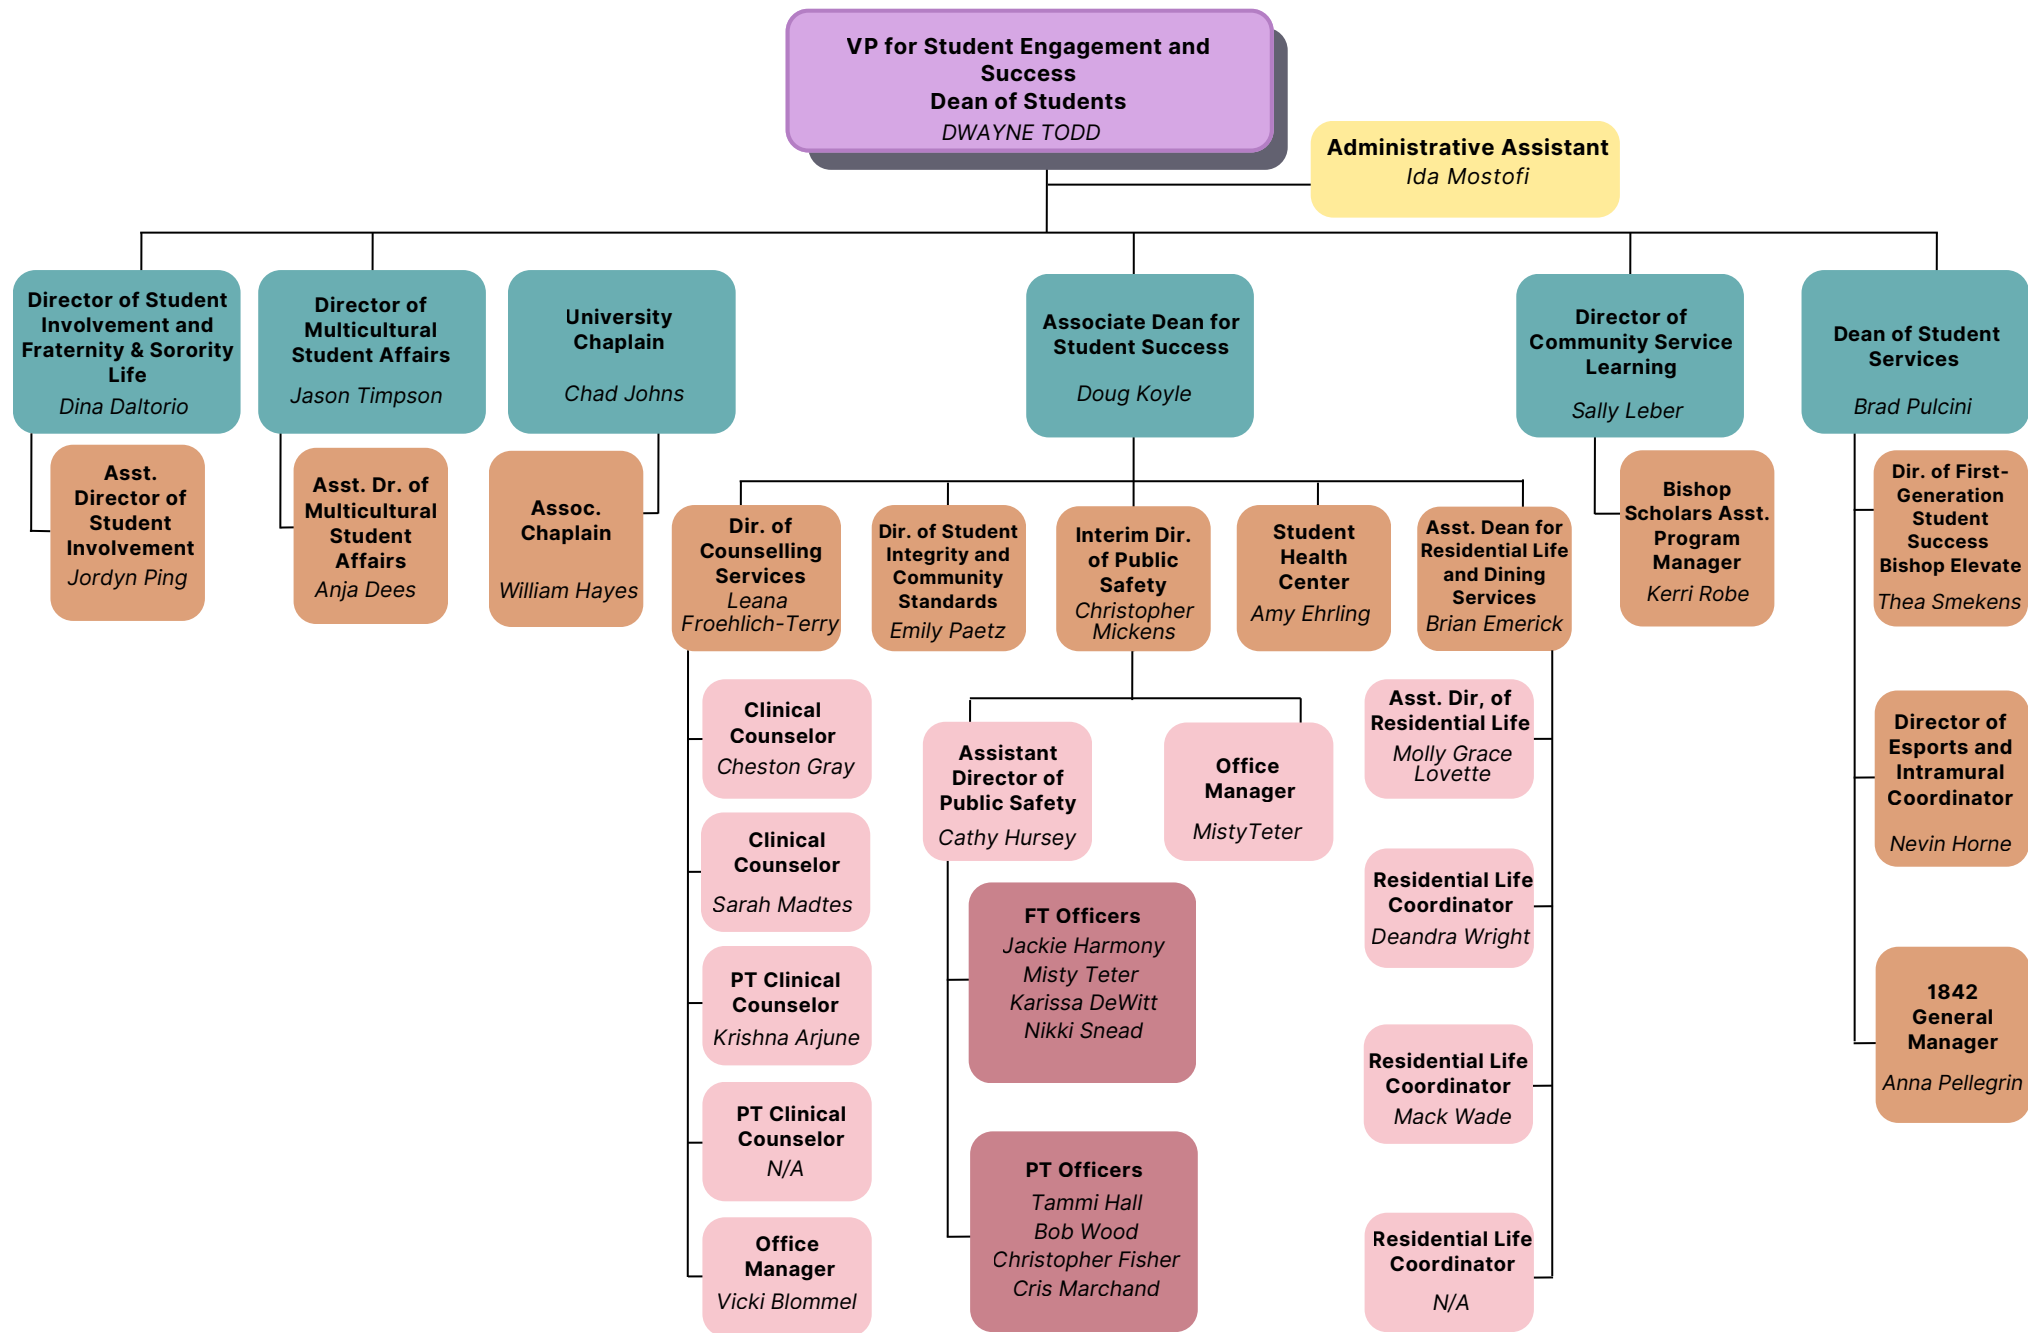 VP for Student Engagement and
Success
Dean of Students
DWAYNE TODD
Administrative Assistant
Ida Mostofi
Director of Student
Involvement and
Fraternity & Sorority
Life
Dina Daltorio
Director of
Multicultural
Student Affairs
Jason Timpson
University
Chaplain
Chad Johns
Associate Dean for
Student Success
Doug Koyle
Director of
Community Service
Learning
Sally Leber
Dean of Student
Services
Brad Pulcini
Asst.
Director of
Student
Involvement
Jordyn Ping
Asst. Dr. of
Multicultural
Student
Affairs
Anja Dees
Assoc.
Chaplain
William Hayes
Dir. of
Counselling
Services
Leana
Froehlich-Terry
Dir. of Student
Integrity and
Community
Standards
Emily Paetz
Interim Dir.
of Public
Safety
Christopher
Mickens
Student
Health
Center
Amy Ehrling
Asst. Dean for
Residential Life
and Dining
Services
Brian Emerick
Bishop
Scholars Asst.
Program
Manager
Kerri Robe
Dir. of First-
Generation
Student
Success
Bishop Elevate
Thea Smekens
Clinical
Counselor
Cheston Gray
Clinical
Counselor
Sarah Madtes
PT Clinical
Counselor
Krishna Arjune
PT Clinical
Counselor
N/A
Office
Manager
Vicki Blommel
Assistant
Director of
Public Safety
Cathy Hursey
Office
Manager
MistyTeter
FT Officers
Jackie Harmony
Misty Teter
Karissa DeWitt
Nikki Snead
PT Officers
Tammi Hall
Bob Wood
Christopher Fisher
Cris Marchand
Asst. Dir, of
Residential Life
Molly Grace
Lovette
Residential Life
Coordinator
Deandra Wright
Residential Life
Coordinator
Mack Wade
Residential Life
Coordinator
N/A
Director of
Esports and
Intramural
Coordinator
Nevin Horne
1842
General
Manager
Anna Pellegrin